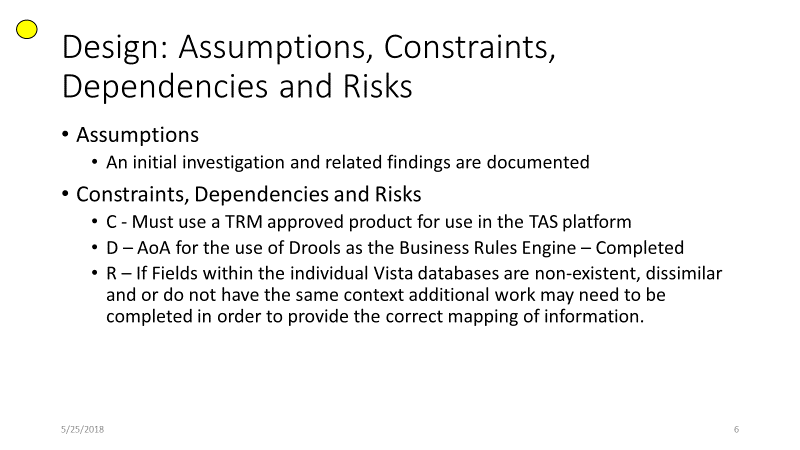 Design: Assumptions, Constraints,
Dependencies and Risks
• Assumptions
• An initial investigation and related findings are documented
• Constraints, Dependencies and Risks
• C - Must use a TRM approved product for use in the TAS platform
• D – AoA for the use of Drools as the Business Rules Engine – Completed
• R – If Fields within the individual Vista databases are non-existent, dissimilar
and or do not have the same context additional work may need to be
completed in order to provide the correct mapping of information.
5/25/2018
6